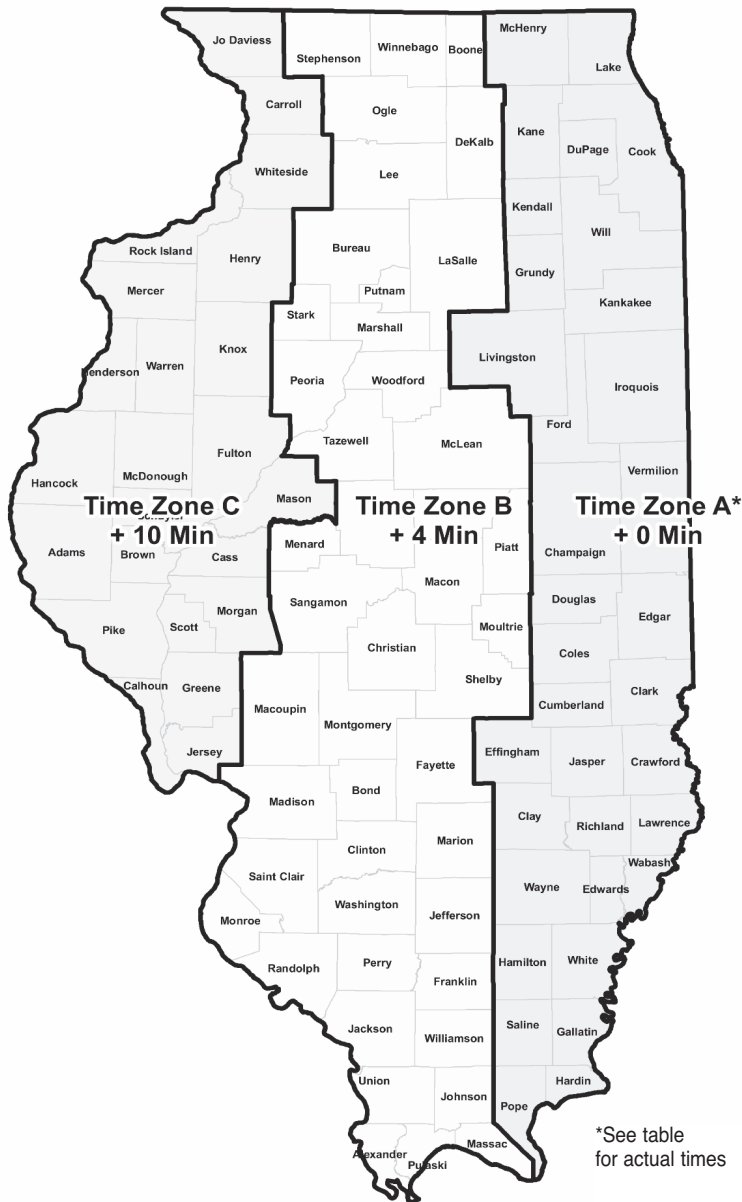 Jo Daviess
Stephenson
Winnebago
Boone
McHenry
Lake
Carroll
Ogle
DeKalb
Kane
DuPage
Cook
Whiteside
Lee
Kendall
Will
Rock Island
Henry
Bureau
LaSalle
Grundy
Mercer
Putnam
Kankakee
Stark
Marshall
Knox
Livingston
Henderson
Warren
Peoria
Woodford
Iroquois
Ford
Fulton
Tazewell
McLean
Hancock
McDonough
Vermilion
Mason
Time Zone C
+ 10 Min
Time Zone B
+ 4 Min
Time Zone A*
+ 0 Min
Schuyler
Adams
Brown
Cass
Menard
Piatt
Champaign
Macon
Sangamon
Douglas
Morgan
Scott
Pike
Moultrie
Edgar
Christian
Coles
Shelby
Calhoun
Greene
Macoupin
Cumberland
Clark
Montgomery
Jersey
Effingham
Jasper
Crawford
Fayette
Madison
Bond
Clay
Richland
Lawrence
Marion
Clinton
Wabash
Saint Clair
Wayne
Edwards
Washington
Jefferson
Monroe
Hamilton
White
Randolph
Perry
Franklin
Jackson
Williamson
Saline
Gallatin
Union
Johnson
Hardin
Pope
Alexander
Pulaski
Massac
*See table
for actual times